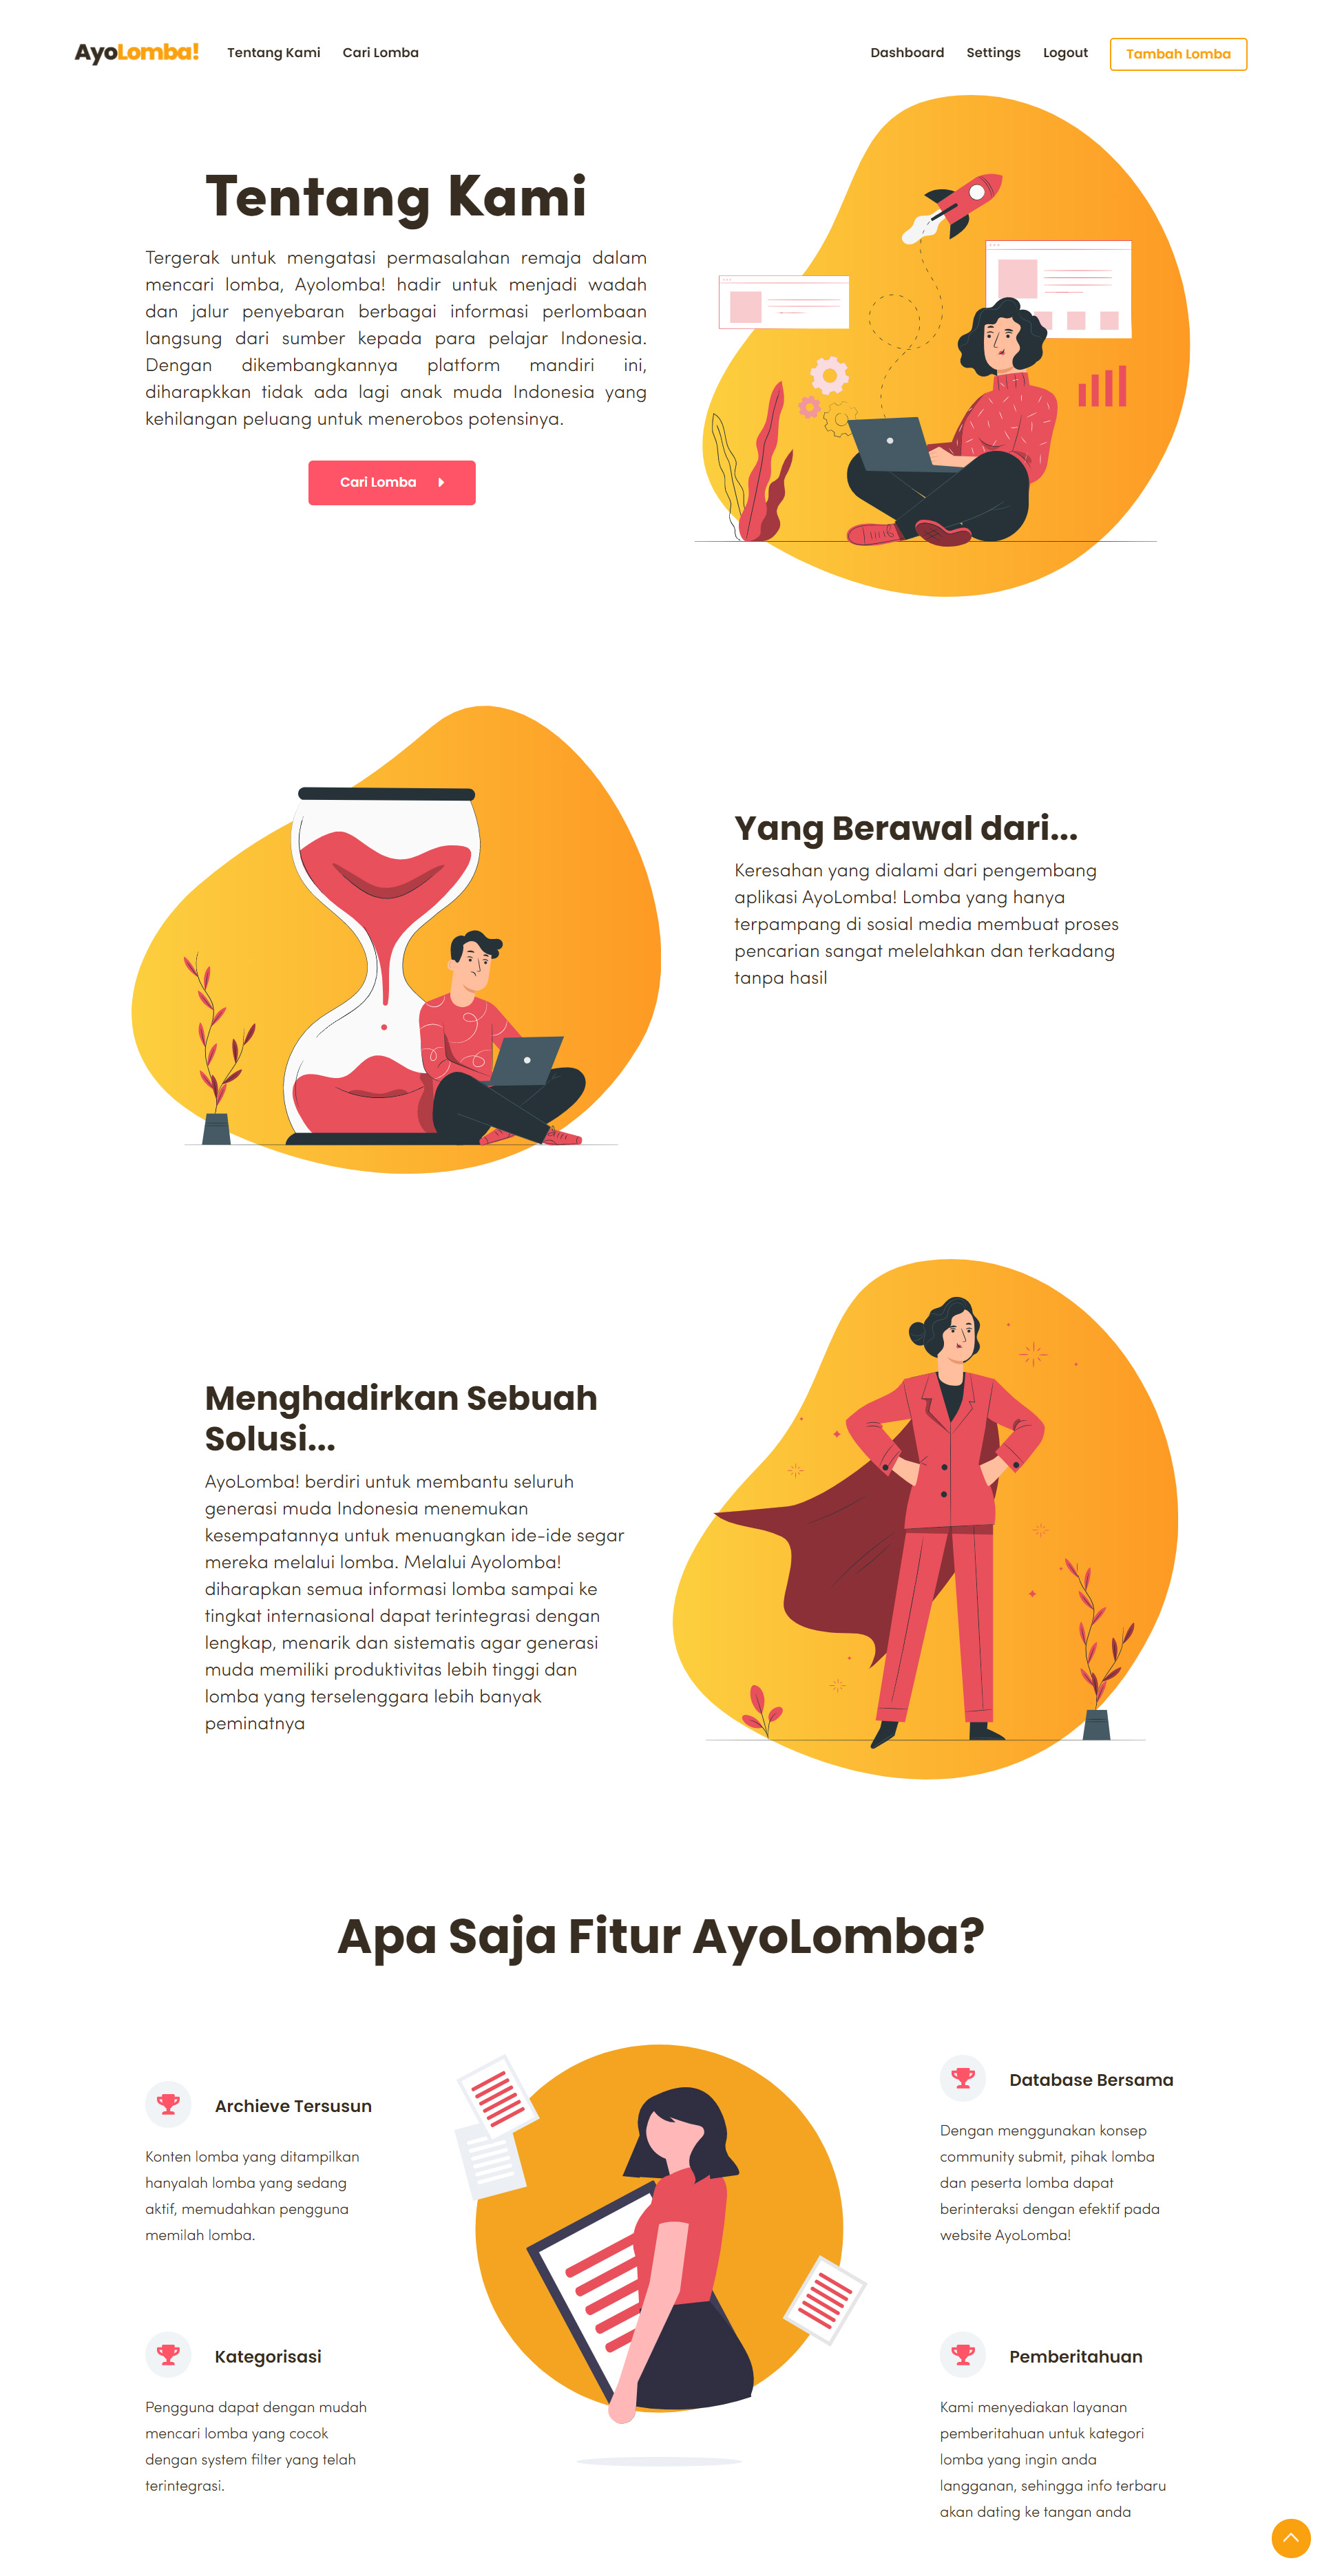 AyoLomba! Tentang Kami Cari Lomba Dashboard Settings Logout Tambah Lomba
Tentang Kami
Tergerak untuk mengatasi permasalahan remaja dalam
mencari lomba, Ayolomba! hadir untuk menjadi wadah
dan jalur penyebaran berbagai informasi perlombaan
langsung dari sumber kepada para pelajar Indonesia.
Dengan dikembangkannya platform mandiri ini,
diharapkkan tidak ada lagi anak muda Indonesia yang
kehilangan peluang untuk menerobos potensinya.
Cari Lomba
Yang Berawal dari...
Keresahan yang dialami dari pengembang
aplikasi AyoLomba! Lomba yang hanya
terpampang di sosial media membuat proses
pencarian sangat melelahkan dan terkadang
tanpa hasil
Menghadirkan Sebuah
Solusi...
AyoLomba! berdiri untuk membantu seluruh
generasi muda Indonesia menemukan
kesempatannya untuk menuangkan ide-ide segar
mereka melalui lomba. Melalui Ayolomba!
diharapkan semua informasi lomba sampai ke
tingkat internasional dapat terintegrasi dengan
lengkap, menarik dan sistematis agar generasi
muda memiliki produktivitas lebih tinggi dan
lomba yang terselenggara lebih banyak
peminatnya
Apa Saja Fitur AyoLomba?
Archieve Tersusun
Konten lomba yang ditampilkan
hanyalah lomba yang sedang
aktif, memudahkan pengguna
memilah lomba.
Kategorisasi
Pengguna dapat dengan mudah
mencari lomba yang cocok
dengan system filter yang telah
terintegrasi.
Database Bersama
Dengan menggunakan konsep
community submit, pihak lomba
dan peserta lomba dapat
berinteraksi dengan efektif pada
website AyoLomba!
Pemberitahuan
Kami menyediakan layanan
pemberitahuan untuk kategori
lomba yang ingin anda
langganan, sehingga info terbaru
akan dating ke tangan anda